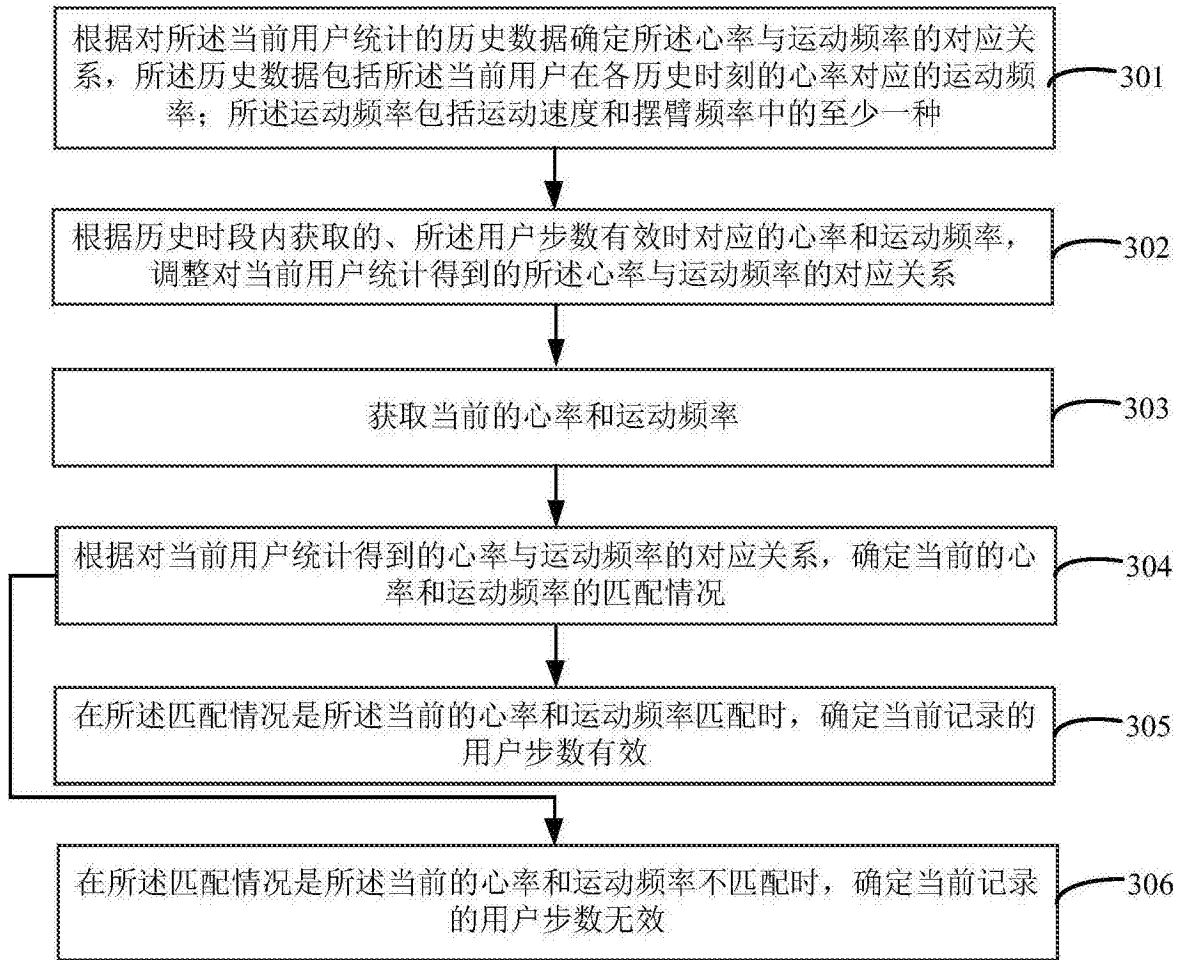 根据对所述当前用户统计的历史数据确定所述心率与运动频率的对应关
系，所述历史数据包括所述当前用户在各历史时刻的心率对应的运动频
率；所述运动频率包括运动速度和摆臂频率中的至少一种
301
根据历史时段内获取的、所述用户步数有效时对应的心率和运动频率，
调整对当前用户统计得到的所述心率与运动频率的对应关系
302
获取当前的心率和运动频率
303
根据对当前用户统计得到的心率与运动频率的对应关系，确定当前的心
率和运动频率的匹配情况
304
在所述匹配情况是所述当前的心率和运动频率匹配时，确定当前记录的
用户步数有效
305
在所述匹配情况是所述当前的心率和运动频率不匹配时，确定当前记录
的用户步数无效
306